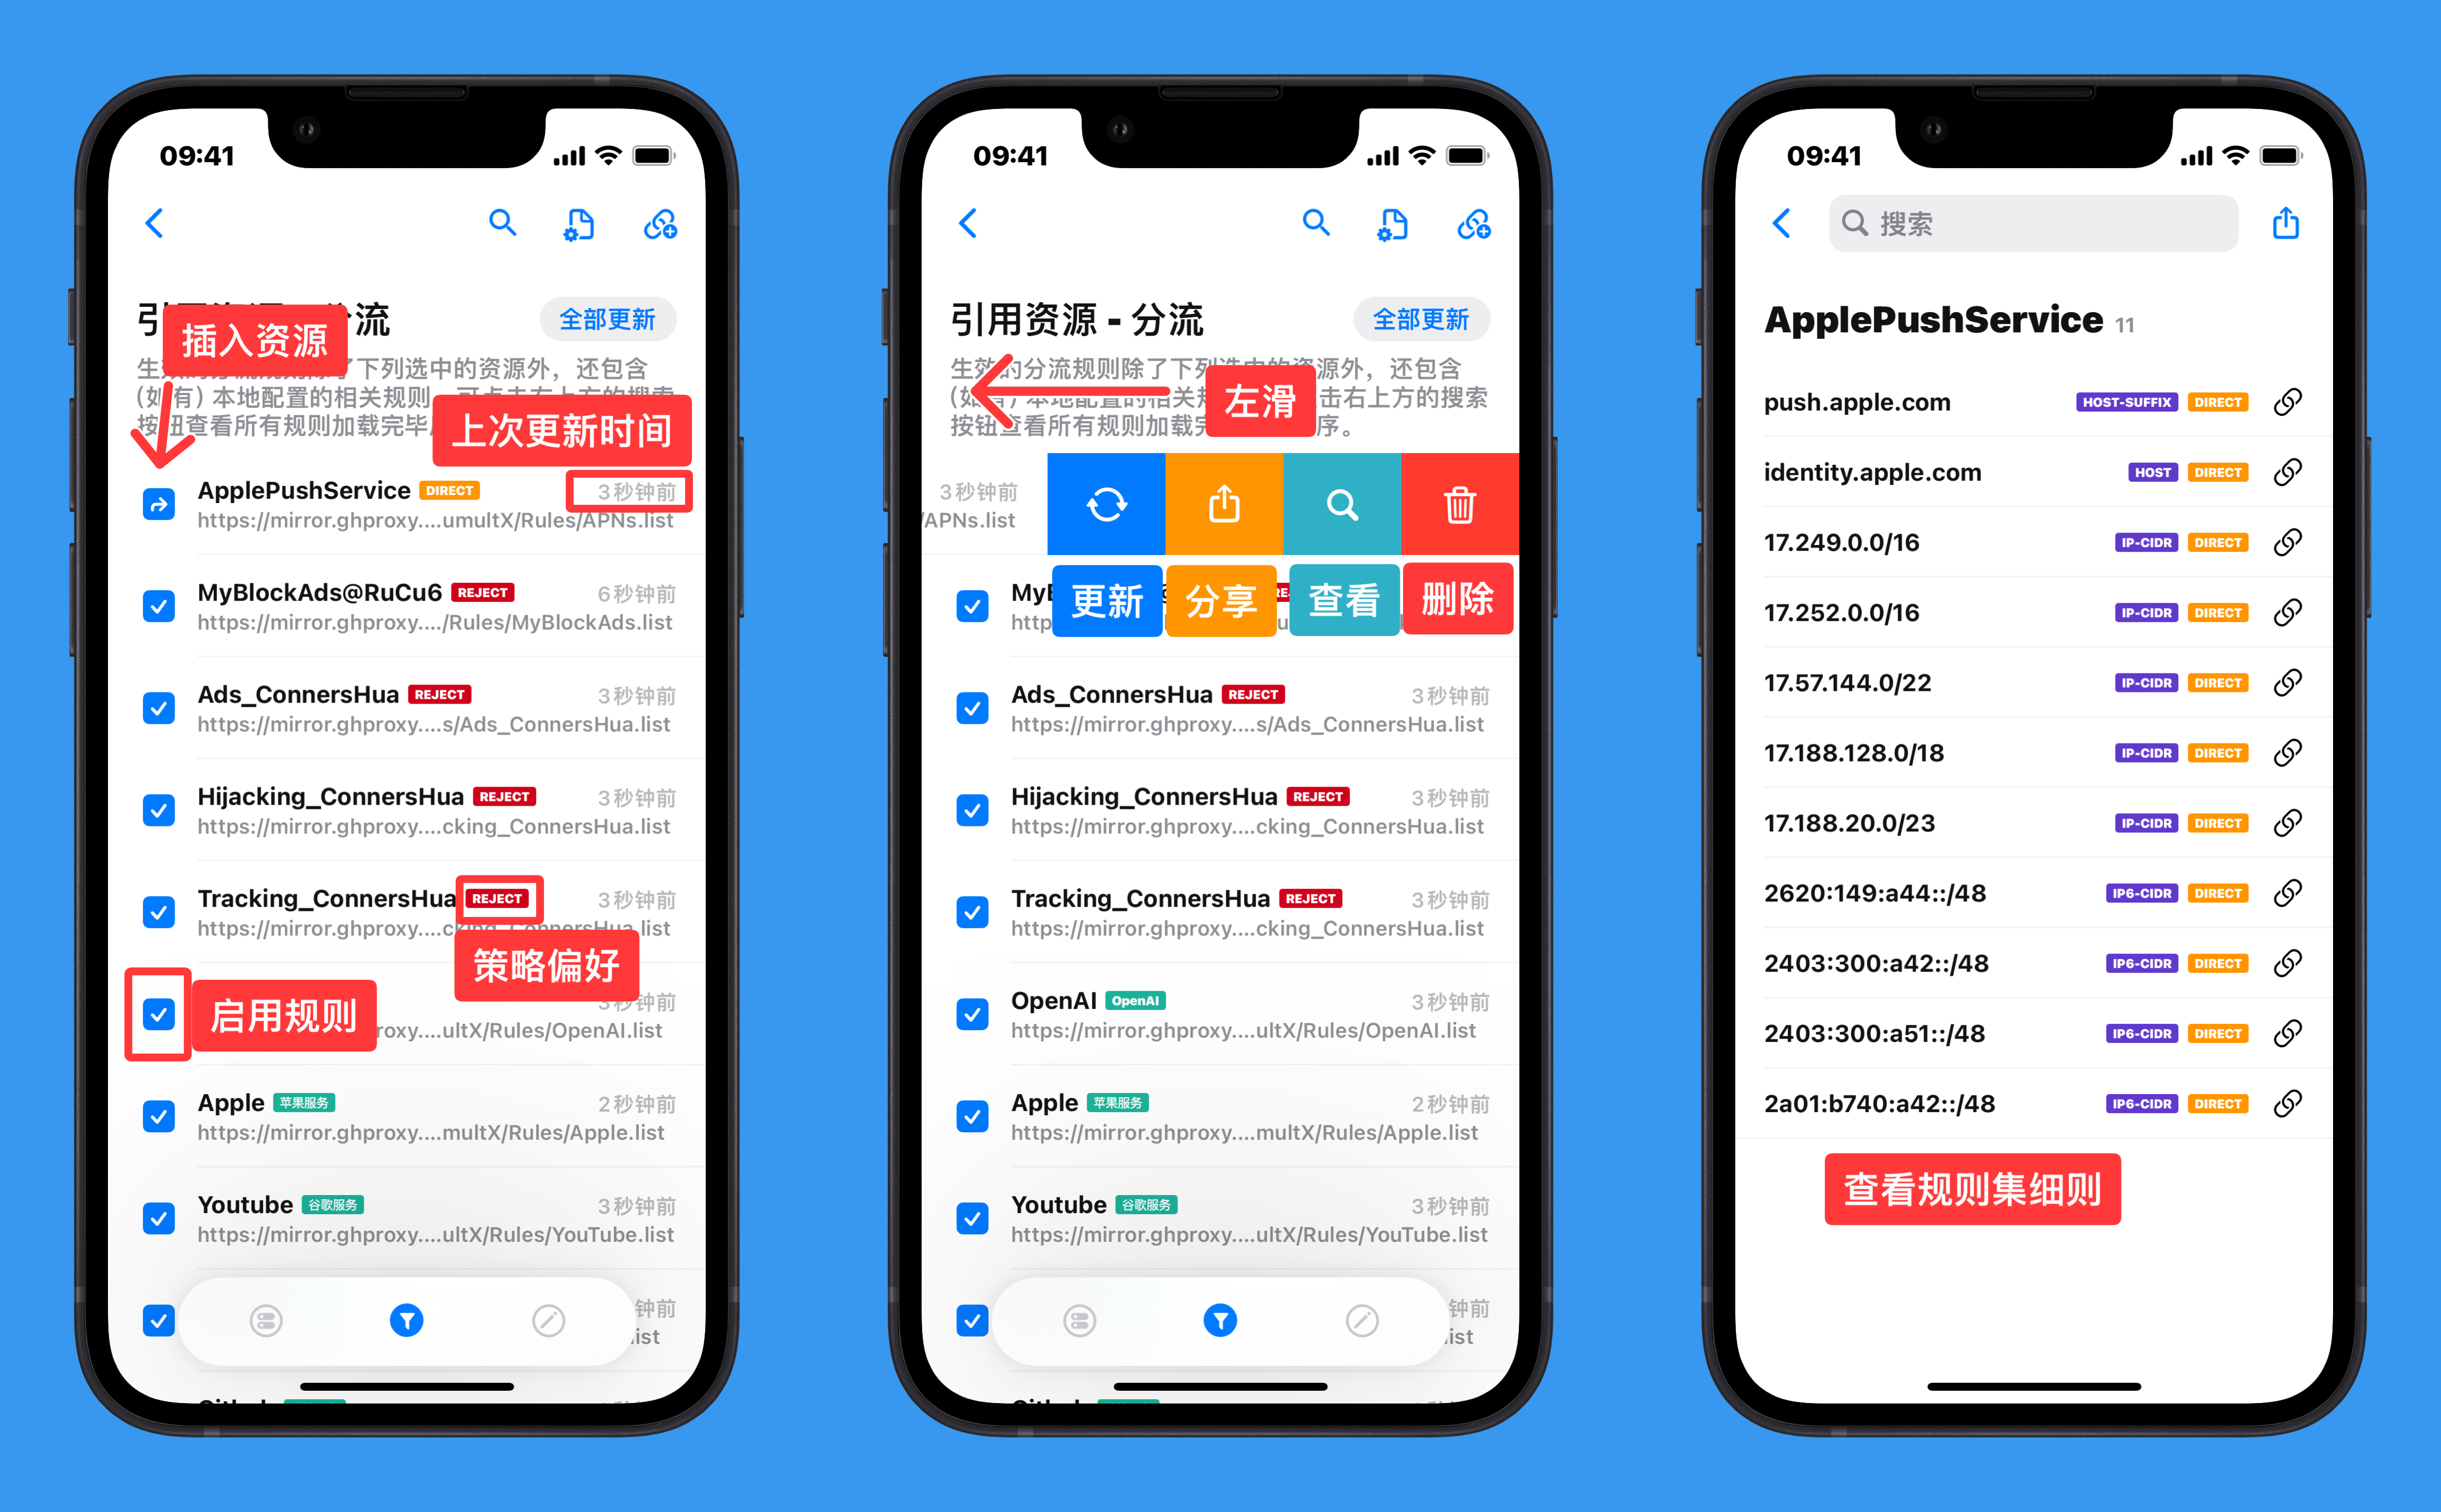 09:41
引
流
全部更新
插入资源
生
了下列选中的资源外，还包含
有) 本地配置的相关规则
按钮查看所有规则加载完毕
上次更新时间
ApplePushService DIRECT 3秒钟前
https://mirror.ghproxy....umultX/Rules/APNs.list
MyBlockAds@RuCu6 REJECT 6秒钟前
https://mirror.ghproxy..../Rules/MyBlockAds.list
Ads_ConnersHua REJECT 3秒钟前
https://mirror.ghproxy....s/Ads_ConnersHua.list
Hijacking_ConnersHua REJECT 3秒钟前
https://mirror.ghproxy....cking_ConnersHua.list
Tracking_ConnersHua REJECT 3秒钟前
https://mirror.ghproxy....cking_ConnersHua.list
策略偏好
启用规则
3秒钟前
roxy....ultX/Rules/OpenAI.list
Apple 苹果服务 2秒钟前
https://mirror.ghproxy....multX/Rules/Apple.list
Youtube 谷歌服务 3秒钟前
https://mirror.ghproxy....ultX/Rules/YouTube.list
钟前
list
09:41
引用资源 - 分流
全部更新
生效的分流规则除了下列选中的资源外，还包含
本地配置的相关
击右上方的搜索
按钮查看所有规则加载完
序。
左滑
3秒钟前
/APNs.list
更新
分享
查看
删除
Ads_ConnersHua REJECT 3秒钟前
https://mirror.ghproxy....s/Ads_ConnersHua.list
Hijacking_ConnersHua REJECT 3秒钟前
https://mirror.ghproxy....cking_ConnersHua.list
Tracking_ConnersHua REJECT 3秒钟前
https://mirror.ghproxy....cking_ConnersHua.list
OpenAI OpenAI 3秒钟前
https://mirror.ghproxy....ultX/Rules/OpenAI.list
Apple 苹果服务 2秒钟前
https://mirror.ghproxy....multX/Rules/Apple.list
Youtube 谷歌服务 3秒钟前
https://mirror.ghproxy....ultX/Rules/YouTube.list
钟前
list
09:41
搜索
ApplePushService 11
push.apple.com HOST-SUFFIX DIRECT
identity.apple.com HOST DIRECT
17.249.0.0/16 IP-CIDR DIRECT
17.252.0.0/16 IP-CIDR DIRECT
17.57.144.0/22 IP-CIDR DIRECT
17.188.128.0/18 IP-CIDR DIRECT
17.188.20.0/23 IP-CIDR DIRECT
2620:149:a44::/48 IP6-CIDR DIRECT
2403:300:a42::/48 IP6-CIDR DIRECT
2403:300:a51::/48 IP6-CIDR DIRECT
2a01:b740:a42::/48 IP6-CIDR DIRECT
查看规则集细则